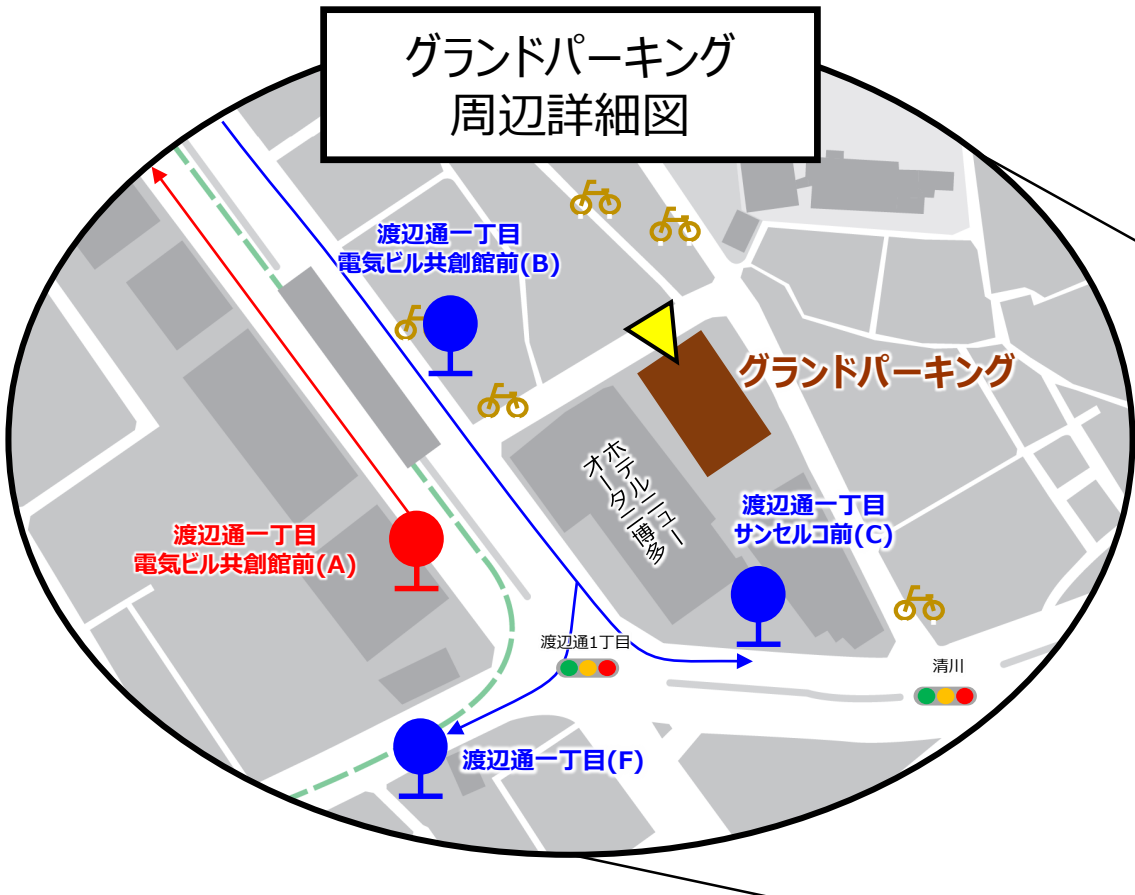 グランドパーキング
周辺詳細図
渡辺通一丁目
電気ビル共創館前(B)
グランドパーキング
ホテルニュー
オータニ博多
渡辺通一丁目
サンセルコ前(C)
渡辺通一丁目
電気ビル共創館前(A)
渡辺通1丁目
清川
渡辺通一丁目(F)